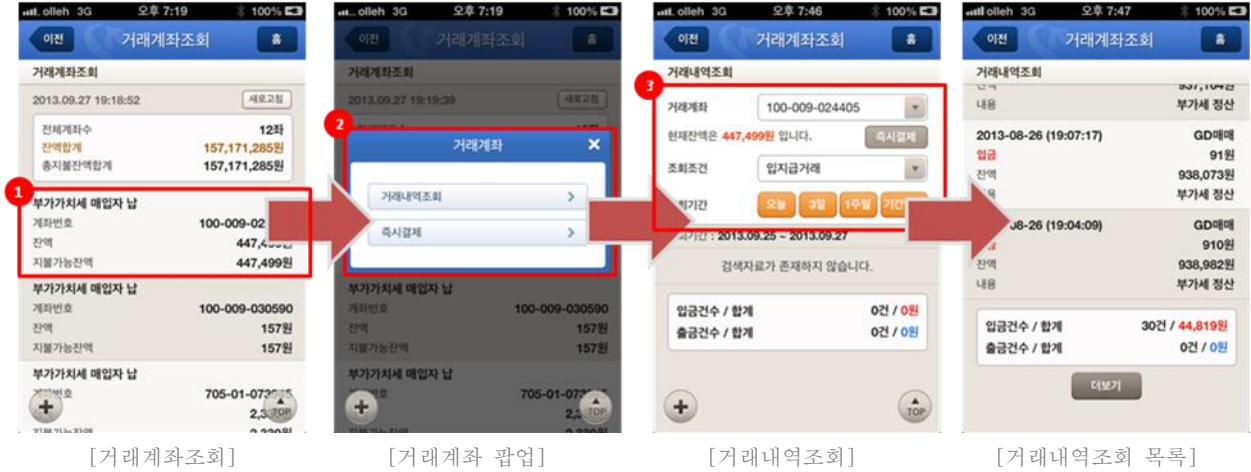 olleh 3G 오후 7:19 100%
이전 거래계좌조회 홈
거래계좌조회
2013.09.27 19:18:52 새로고침
전체계좌수 12좌
잔액합계 157,171,285원
총지불잔액합계 157,171,285원
1
부가가치세 매입자 납
계좌번호 100-009-02
잔액
지불가능잔액 447,499원
부가가치세 매입자 납
계좌번호 100-009-030590
잔액 157원
지불가능잔액 157원
부가가치세 매입자 납
705-01-073
TOP
[거래계좌조회]
olleh 3G 오후 7:19 100%
이전 거래계좌조회 홈
거래계좌조회
2013.09.27 19:19:39 새로고침
2
거래계좌 ×
거래내역조회 >
즉시결제 >
부가가치세 매입자 납
계좌번호 100-009-030590
잔액 157원
지불가능잔액 157원
부가가치세 매입자 납
705-01-07
TOP
[거래계좌 팝업]
olleh 3G 오후 7:46 100%
이전 거래계좌조회 홈
거래내역조회
3
거래계좌 100-009-024405
현재잔액은 447,499원 입니다. 즉시결제
조회조건 입지급거래
오늘 3일 1주일
: 2013.09.25 ~ 2013.09.27
검색자료가 존재하지 않습니다.
입금건수 / 합계 0건 / 0원
출금건수 / 합계 0건 / 0원
TOP
[거래내역조회]
olleh 3G 오후 7:47 100%
이전 거래계좌조회 홈
거래내역조회
내용 부가세 정산
2013-08-26 (19:07:17) GD매매
입금 91원
잔액 938,073원
부가세 정산
08-26 (19:04:09) GD매매
910원
잔액 938,982원
내용 부가세 정산
입금건수 / 합계 30건 / 44,819원
출금건수 / 합계 0건 / 0원
더보기
[거래내역조회 목록]